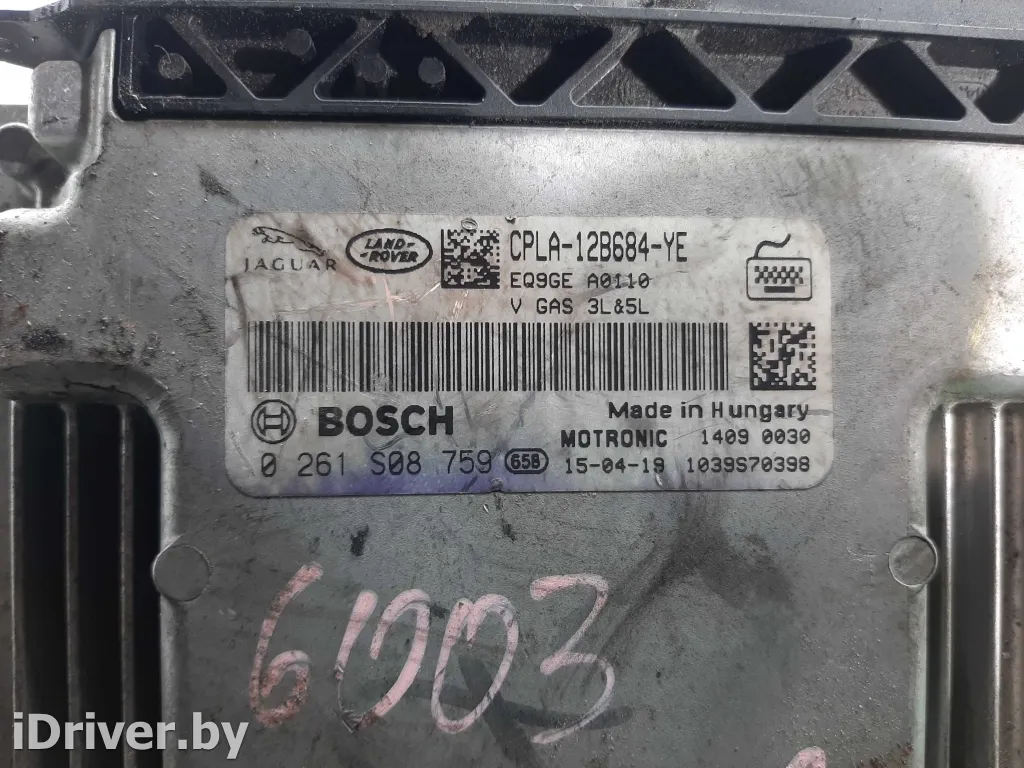 JAGUAR
LAND-
ROVER
CPLA-12B684-YE
EQ9GE A0110
V GAS 3L&5L
BOSCH
Made in Hungary
MOTRONIC 1409 0030
0 261 S08 759 658 15-04-19 1039S70398
61003
iDriver.by